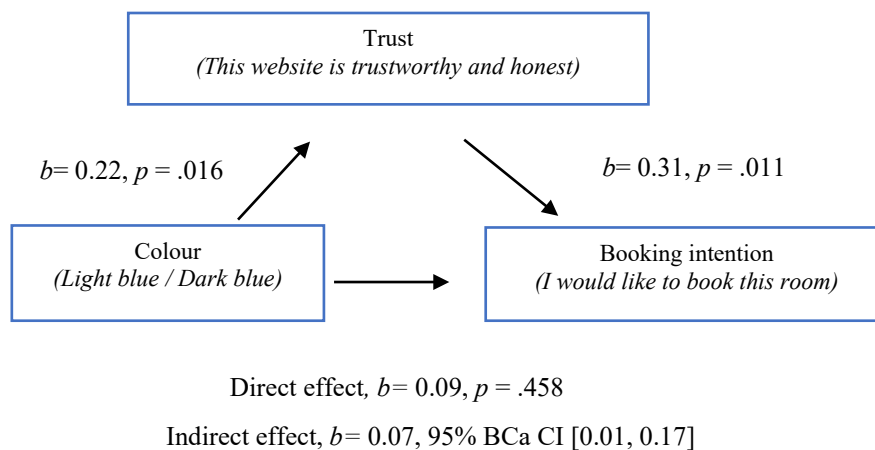 Trust
(This website is trustworthy and honest)
b= 0.22, p = .016
b= 0.31, p = .011
Colour
(Light blue / Dark blue)
Booking intention
(I would like to book this room)
Direct effect, b= 0.09, p = .458
Indirect effect, b= 0.07, 95% BCa CI [0.01, 0.17]